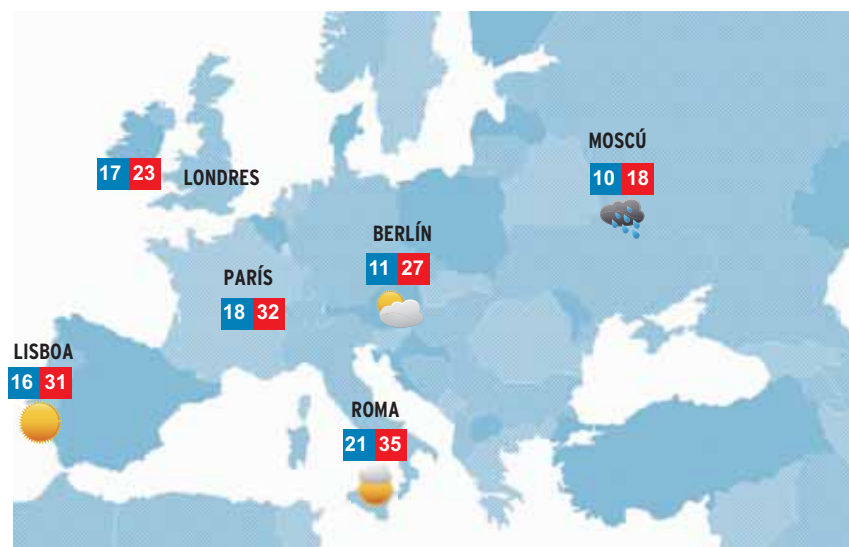 MOSCÚ
10 18
17 23 LONDRES
BERLÍN
11 27
PARÍS
18 32
LISBOA
16 31
ROMA
21 35